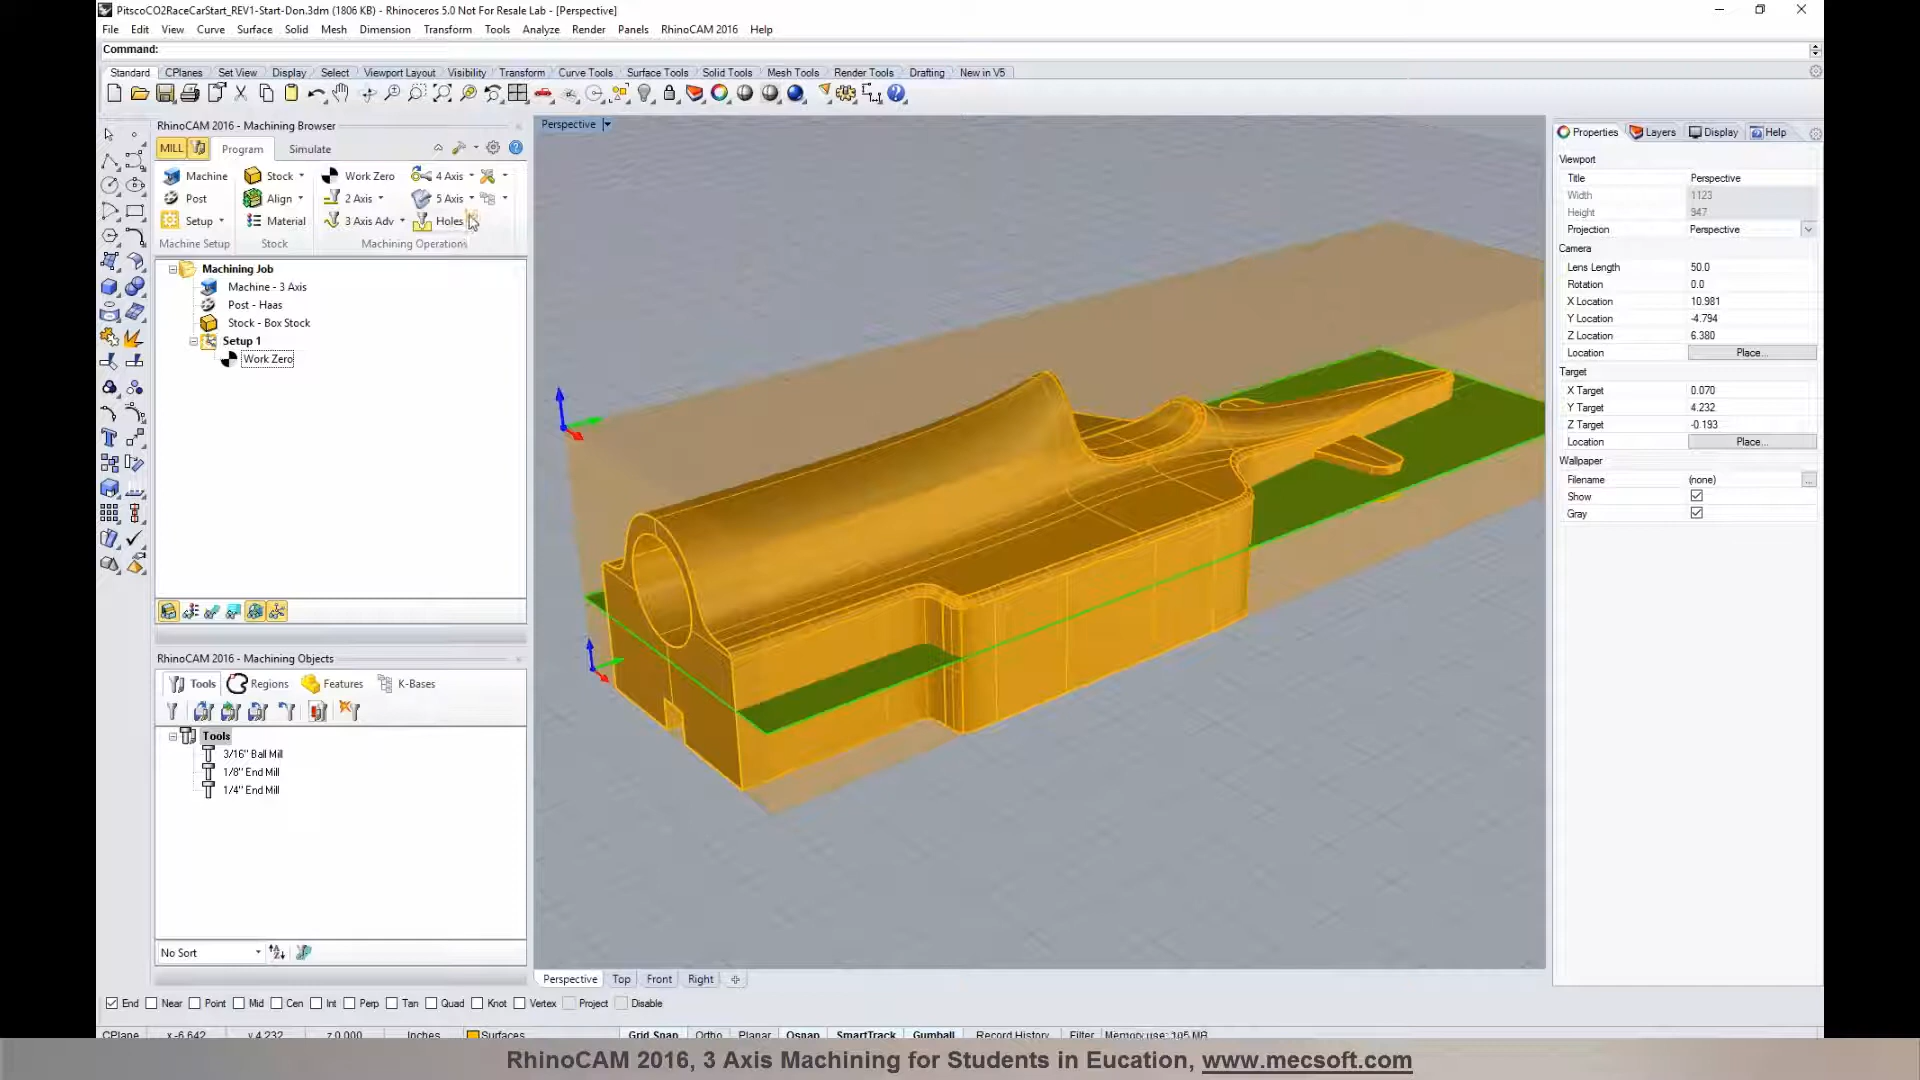 PitscoCO2RaceCarStart_REV1-Start-Don.3dm (1806 KB) - Rhinoceros 5.0 Not For Resale Lab - [Perspective]
File Edit View Curve Surface Solid Mesh Dimension Transform Tools Analyze Render Panels RhinoCAM 2016 Help
Command:
Standard CPlanes Set View Display Select Viewport Layout Visibility Transform Curve Tools Surface Tools Solid Tools Mesh Tools Render Tools Drafting New in V5
RhinoCAM 2016 - Machining Browser
MILL Program Simulate
Machine Stock Work Zero 4 Axis
Post Align 2 Axis 5 Axis
Setup Material 3 Axis Adv Holes
Machine Setup Stock Machining Operations
Machining Job
Machine - 3 Axis
Post - Haas
Stock - Box Stock
Setup 1
Work Zero
RhinoCAM 2016 - Machining Objects
Tools Regions Features K-Bases
Tools
3/16" Ball Mill
1/8" End Mill
1/4" End Mill
No Sort
Perspective
Perspective Top Front Right
Properties Layers Display Help
Viewport
Title Perspective
Width 1123
Height 947
Projection Perspective
Camera
Lens Length 50.0
Rotation 0.0
X Location 10.981
Y Location -4.794
Z Location 6.380
Location Place...
Target
X Target 0.070
Y Target 4.232
Z Target -0.193
Location Place...
Wallpaper
Filename (none) ...
Show
Gray
End Near Point Mid Cen Int Perp Tan Quad Knot Vertex Project Disable
CPlane x -6.642 y 4.232 z 0.000 Inches Surfaces Grid Snap Ortho Planar Osnap SmartTrack Gumball Record History Filter Memory use: 195 MB
RhinoCAM 2016, 3 Axis Machining for Students in Eucation, www.mecsoft.com